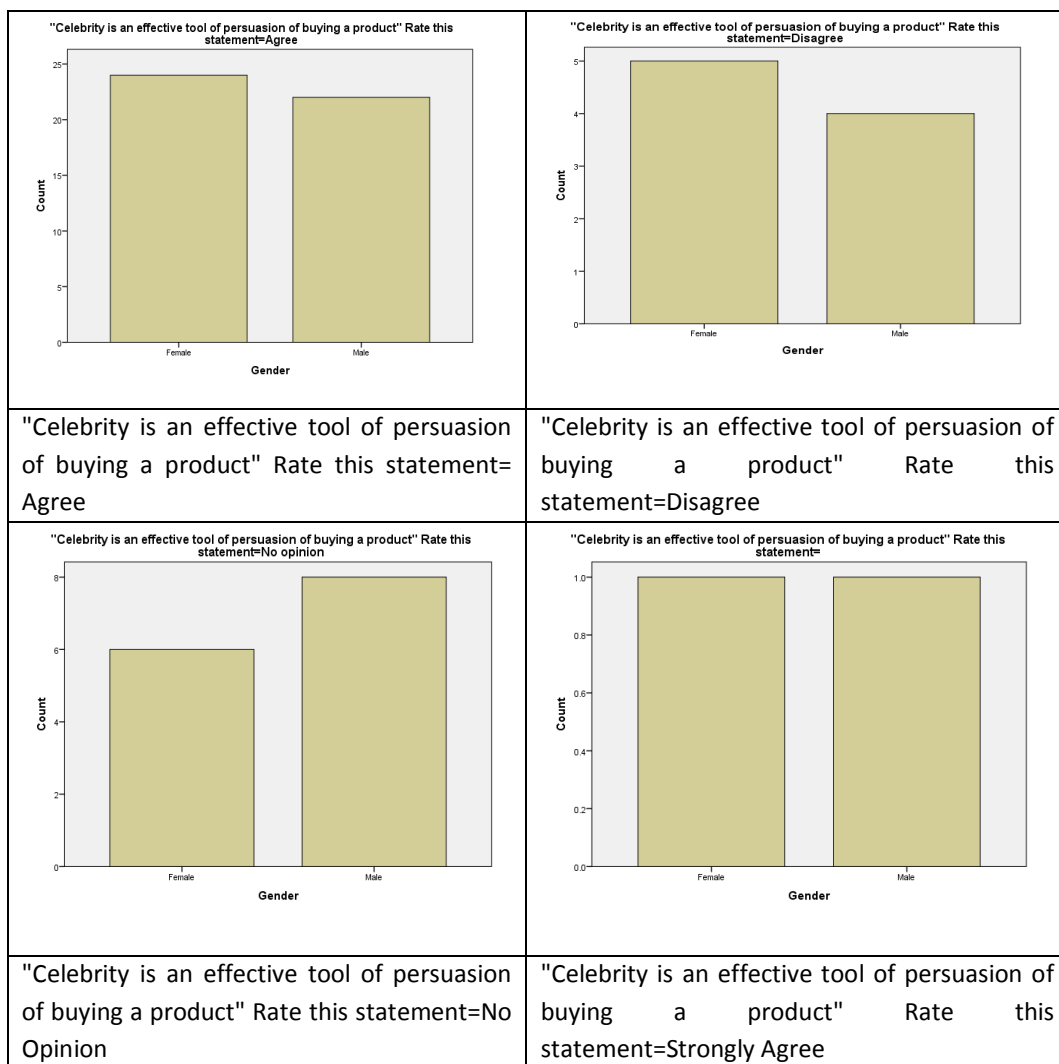 "Celebrity is an effective tool of persuasion of buying a product" Rate this
statement=Agree
25
20
15
10
5
0
Count
Female
Male
Gender
"Celebrity is an effective tool of persuasion of buying a product" Rate this
statement=Disagree
5
4
3
2
1
0
Count
Female
Male
Gender
"Celebrity is an effective tool of persuasion
of buying a product" Rate this statement=
Agree
"Celebrity is an effective tool of persuasion of
buying a product" Rate this
statement=Disagree
"Celebrity is an effective tool of persuasion of buying a product" Rate this
statement=No opinion
8
6
4
2
0
Count
Female
Male
Gender
"Celebrity is an effective tool of persuasion of buying a product" Rate this
statement=
1.0
0.8
0.6
0.4
0.2
0.0
Count
Female
Male
Gender
"Celebrity is an effective tool of persuasion
of buying a product" Rate this statement=No
Opinion
"Celebrity is an effective tool of persuasion of
buying a product" Rate this
statement=Strongly Agree